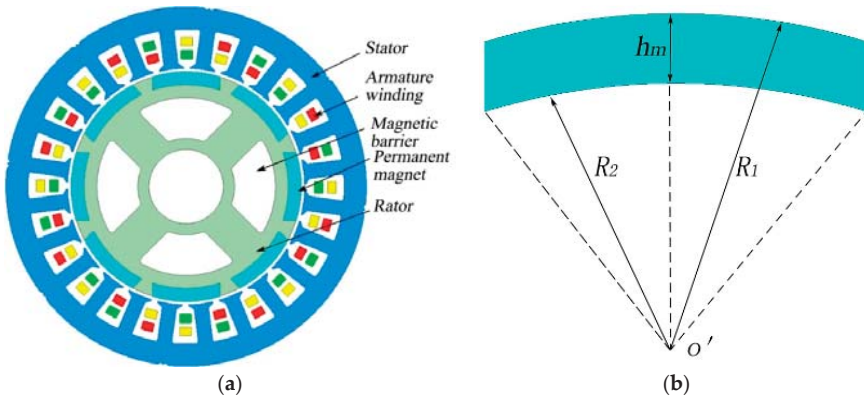 Stator
Armature
winding
Magnetic
barrier
Permanent
magnet
Rator
(a)
hm
R2
R1
O'
(b)